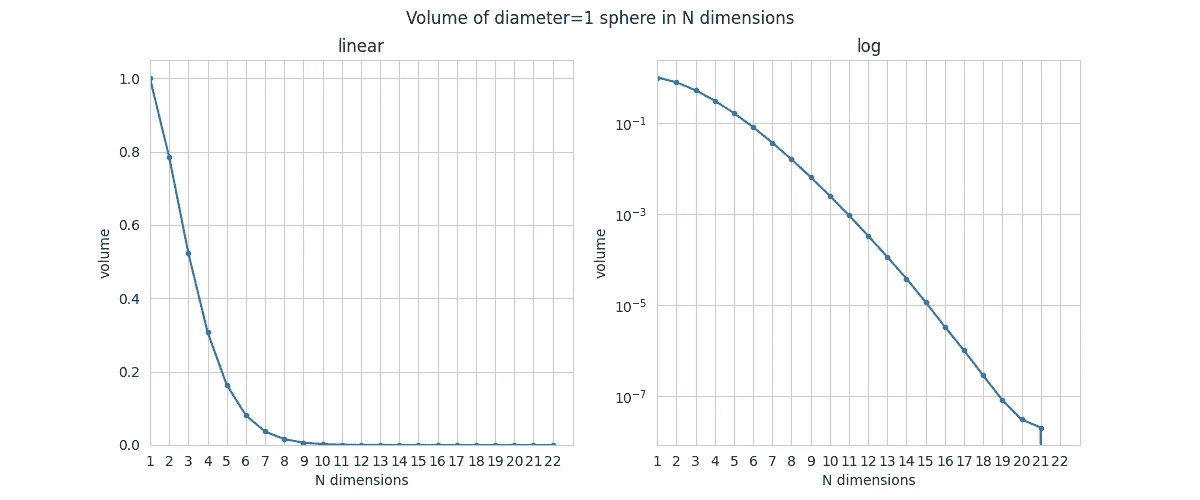 Volume of diameter=1 sphere in N dimensions
linear
volume
1.0
0.8
0.6
0.4
0.2
0.0
1 2 3 4 5 6 7 8 9 10 11 12 13 14 15 16 17 18 19 20 21 22
N dimensions
log
volume
10⁻¹
10⁻³
10⁻⁵
10⁻⁷
1 2 3 4 5 6 7 8 9 10 11 12 13 14 15 16 17 18 19 20 21 22
N dimensions